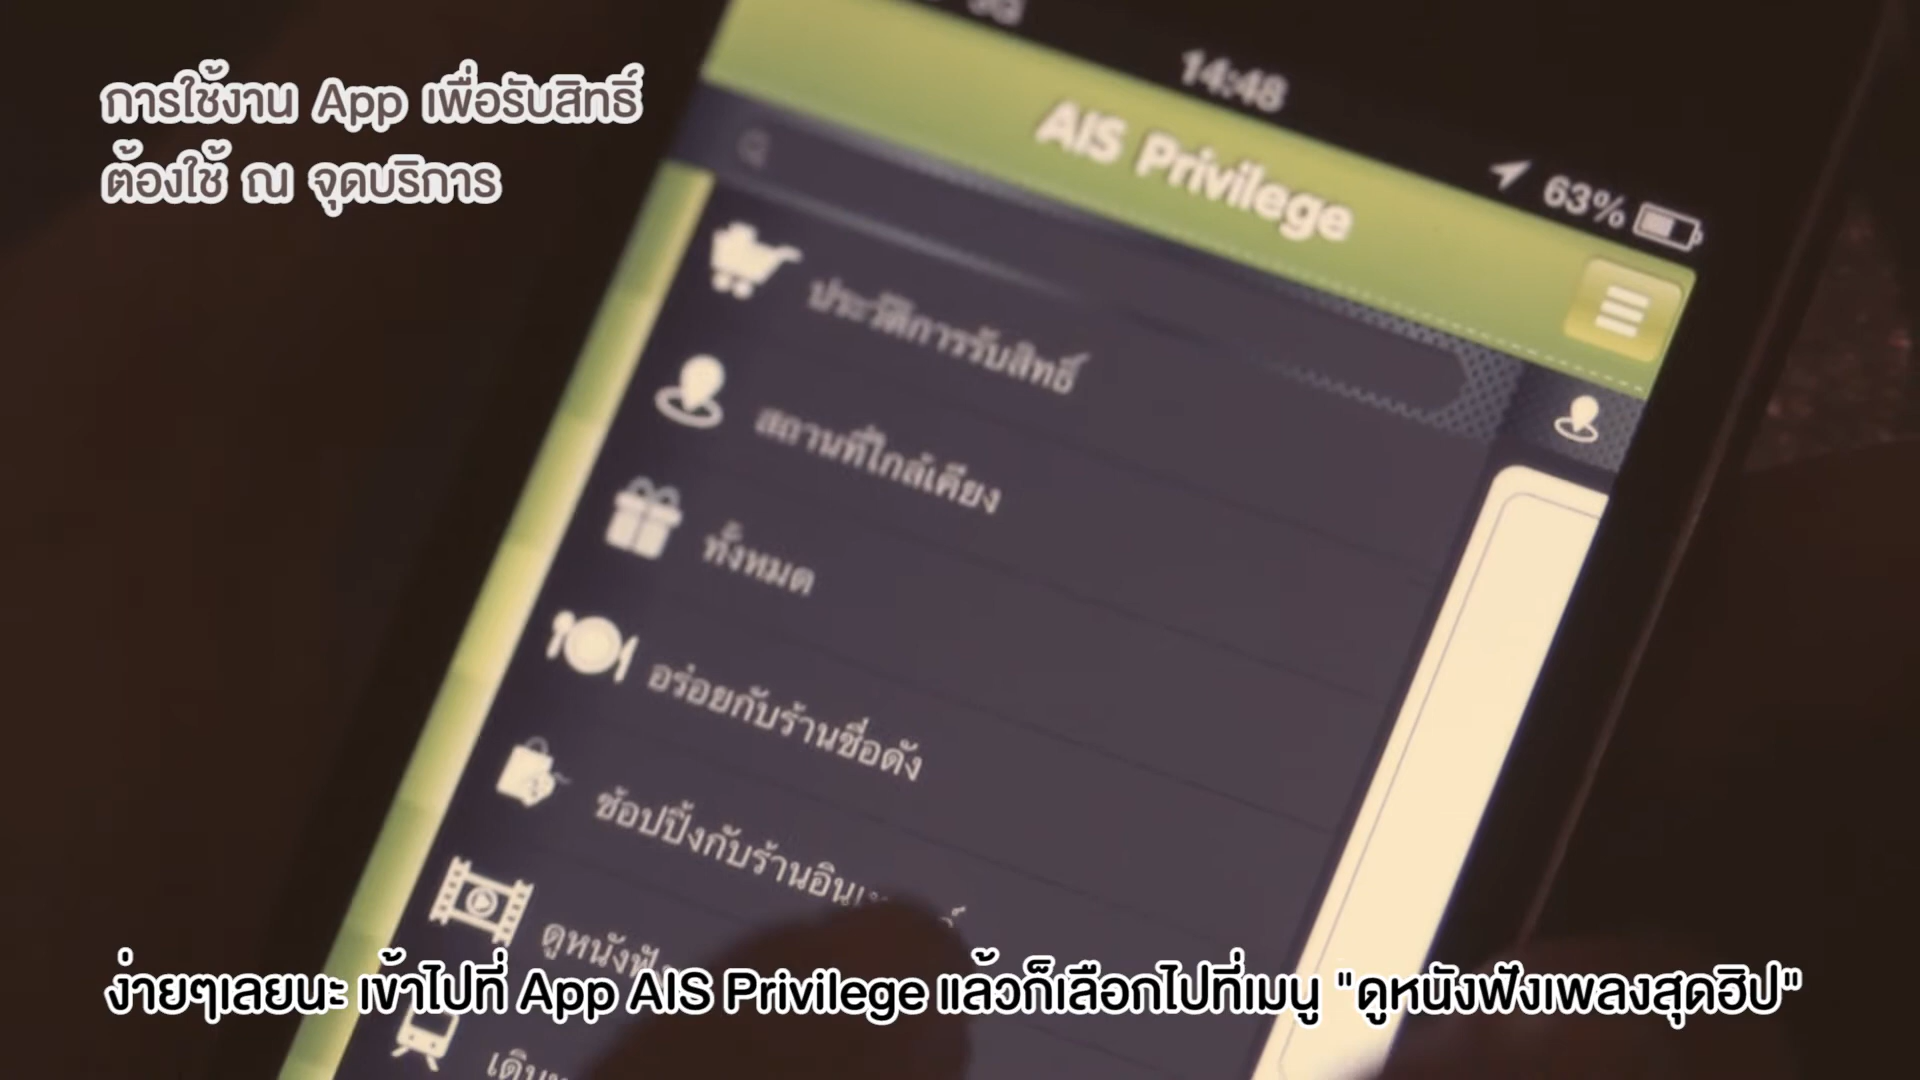 การใช้งาน App เพื่อรับสิทธิ์
ต้องใช้ ณ จุดบริการ
14:48
AIS Privilege
63%
ประวัติการรับสิทธิ์
สถานที่ใกล้เคียง
ทั้งหมด
อร่อยกับร้านชื่อดัง
ช้อปปิ้งกับร้าน
ดูหนังฟัง
ง่ายๆเลยนะ เข้าไปที่ App AIS Privilege แล้วก็เลือกไปที่เมนู "ดูหนังฟังเพลงสุดฮิป"